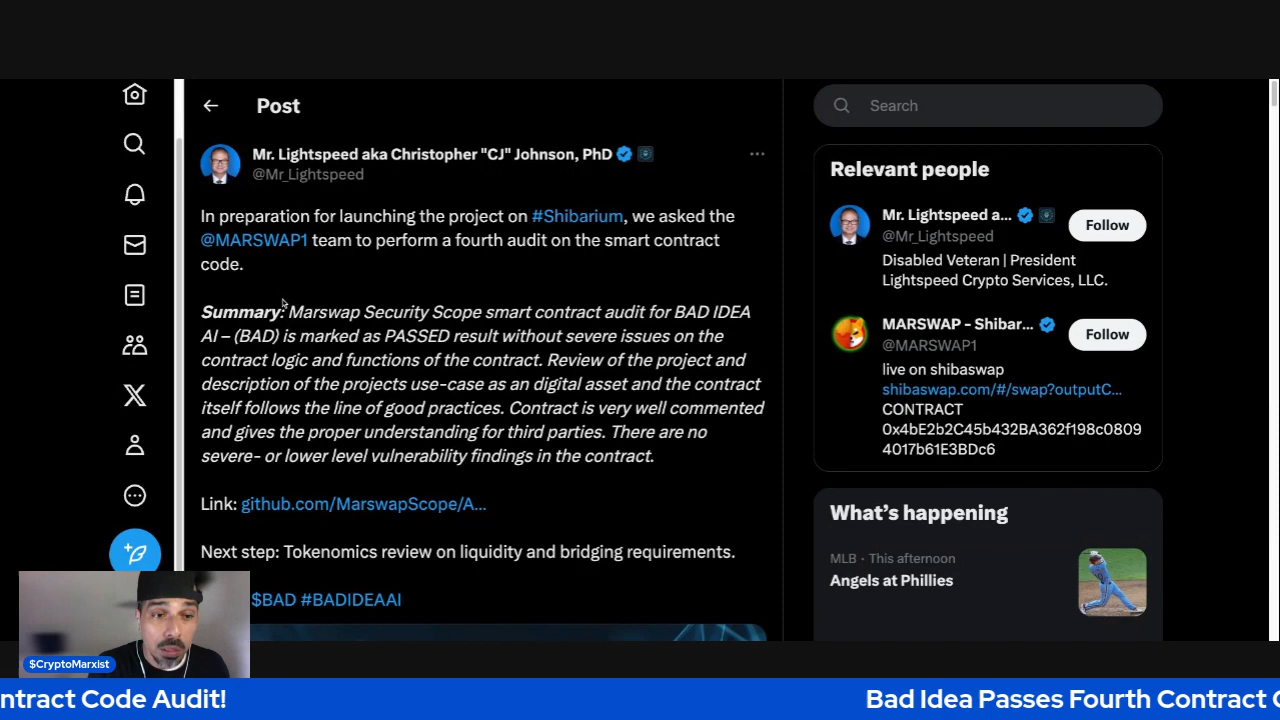 Post
Mr. Lightspeed aka Christopher "CJ" Johnson, PhD
@Mr_Lightspeed
In preparation for launching the project on #Shibarium, we asked the
@MARSWAP1 team to perform a fourth audit on the smart contract
code.
Summary: Marswap Security Scope smart contract audit for BAD IDEA
AI – (BAD) is marked as PASSED result without severe issues on the
contract logic and functions of the contract. Review of the project and
description of the projects use-case as an digital asset and the contract
itself follows the line of good practices. Contract is very well commented
and gives the proper understanding for third parties. There are no
severe- or lower level vulnerability findings in the contract.
Link: github.com/MarswapScope/A...
Next step: Tokenomics review on liquidity and bridging requirements.
$BAD #BADIDEAAI
Search
Relevant people
Mr. Lightspeed a...
@Mr_Lightspeed
Follow
Disabled Veteran | President
Lightspeed Crypto Services, LLC.
MARSWAP - Shibar...
@MARSWAP1
Follow
live on shibaswap
shibaswap.com/#/swap?outputC...
CONTRACT
0x4bE2b2C45b432BA362f198c0809
4017b61E3BDc6
What's happening
MLB · This afternoon
Angels at Phillies
$CryptoMarxist
ntract Code Audit!
Bad Idea Passes Fourth Contract C